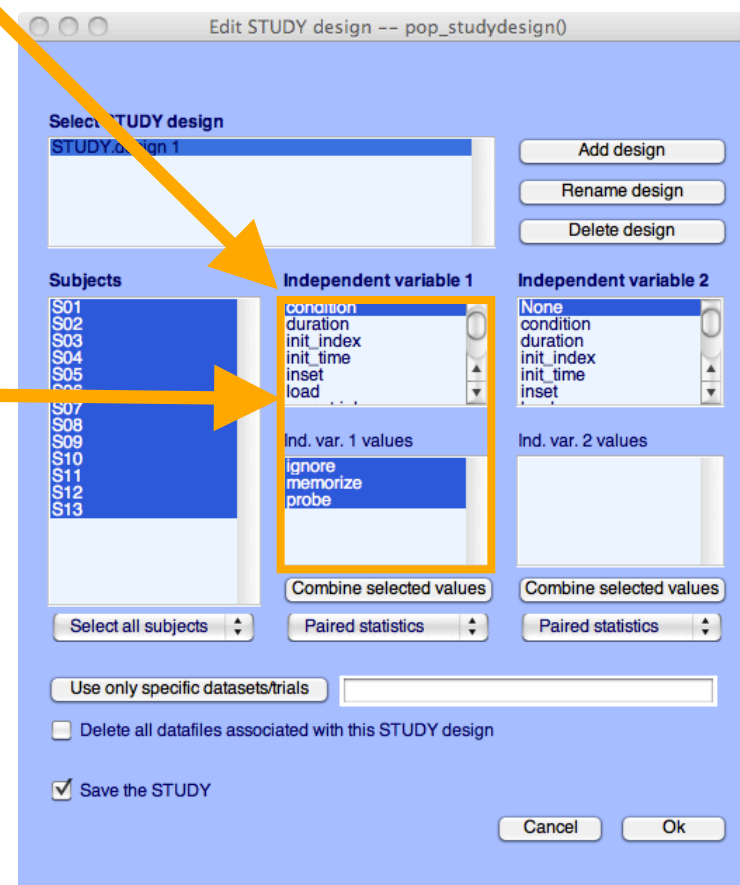 Edit STUDY design -- pop_studydesign()
Select STUDY design
STUDY.design 1
Add design
Rename design
Delete design
Subjects
S01
S02
S03
S04
S05
S06
S07
S08
S09
S10
S11
S12
S13
Select all subjects
Independent variable 1
condition
duration
init_index
init_time
inset
load
Ind. var. 1 values
ignore
memorize
probe
Combine selected values
Paired statistics
Independent variable 2
None
condition
duration
init_index
init_time
inset
Ind. var. 2 values
Combine selected values
Paired statistics
Use only specific datasets/trials
Delete all datafiles associated with this STUDY design
Save the STUDY
Cancel
Ok